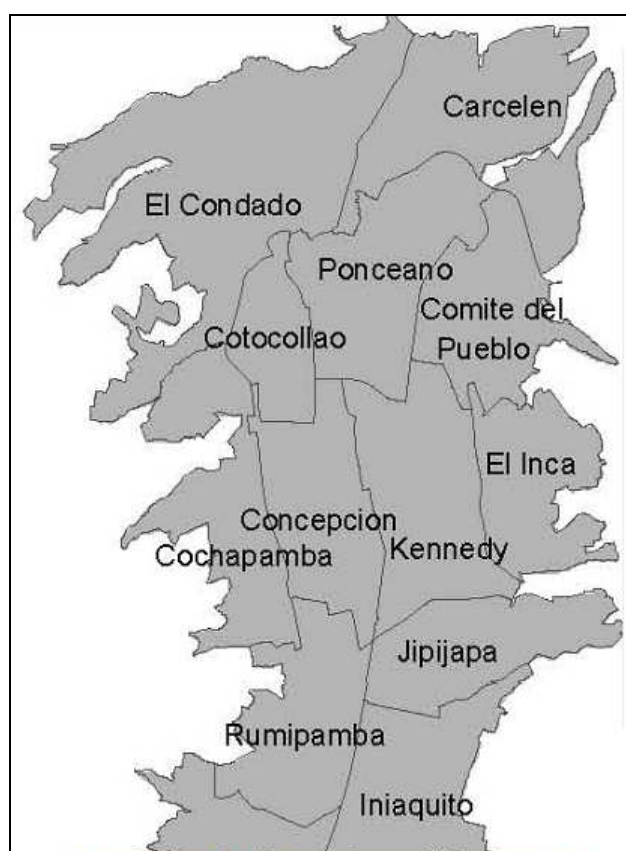 Carcelen
El Condado
Ponceano
Comite del
Pueblo
Cotocollao
El Inca
Concepcion
Kennedy
Cochapamba
Jipijapa
Rumipamba
Iniaquito